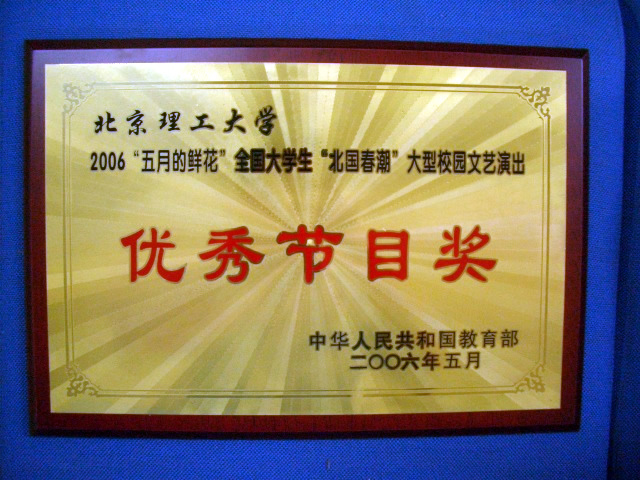 北京理工大学
2006“五月的鲜花”全国大学生“北国春潮”大型校园文艺演出
优秀节目奖
中华人民共和国教育部
二〇〇六年五月